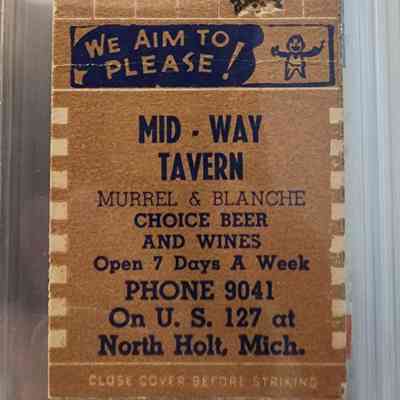 WE AIM TO
PLEASE!
MID - WAY
TAVERN
MURREL & BLANCHE
CHOICE BEER
AND WINES
Open 7 Days A Week
PHONE 9041
On U. S. 127 at
North Holt, Mich.
CLOSE COVER BEFORE STRIKING